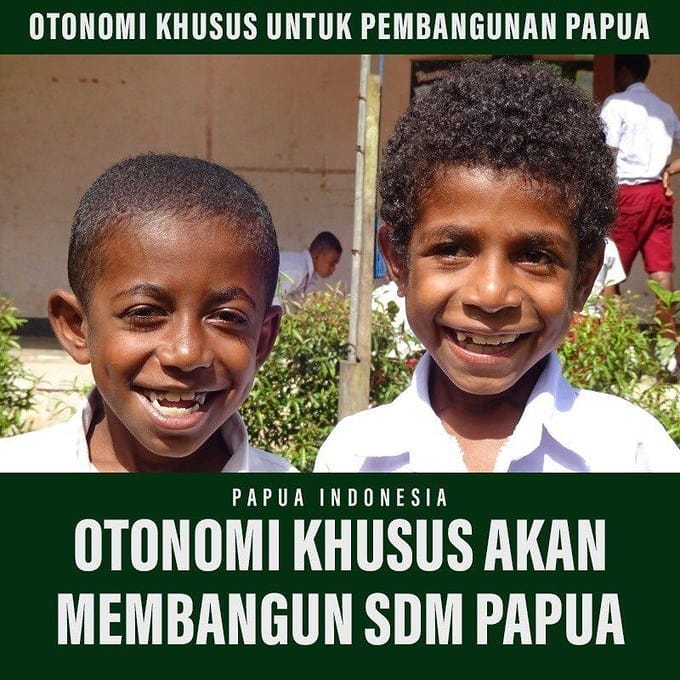 OTONOMI KHUSUS UNTUK PEMBANGUNAN PAPUA
PAPUA INDONESIA
OTONOMI KHUSUS AKAN
MEMBANGUN SDM PAPUA